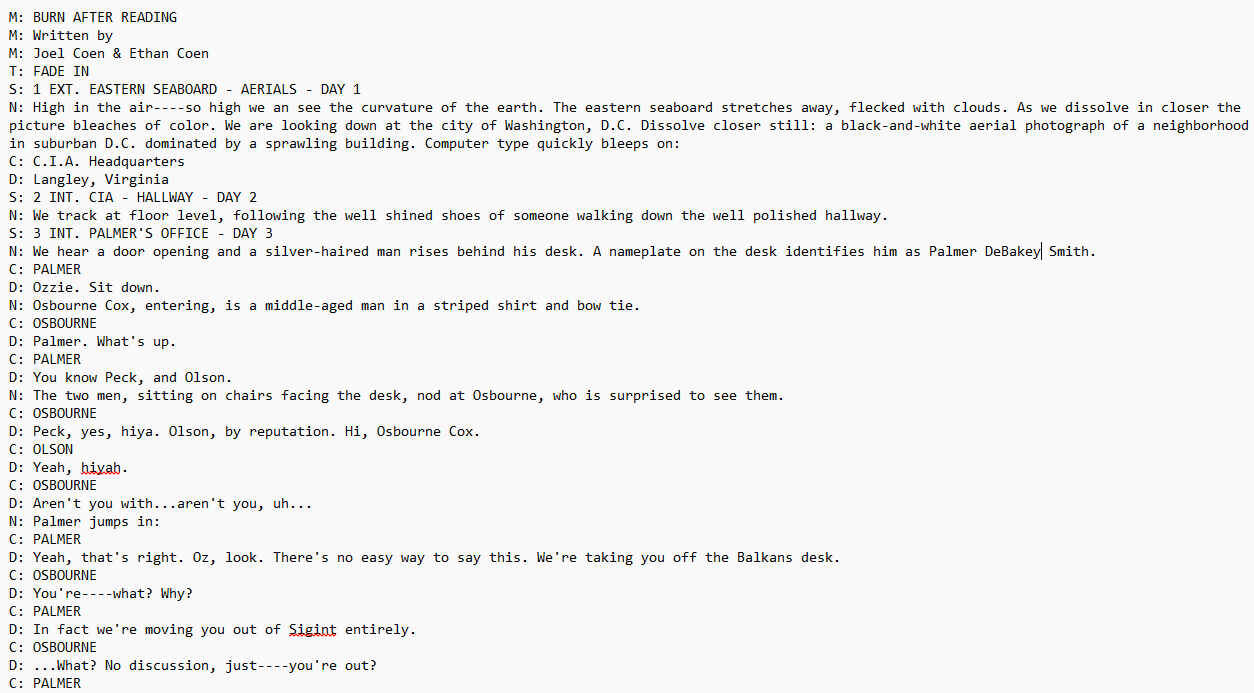 M: BURN AFTER READING
M: Written by
M: Joel Coen & Ethan Coen
T: FADE IN
S: 1 EXT. EASTERN SEABOARD - AERIALS - DAY 1
N: High in the air----so high we an see the curvature of the earth. The eastern seaboard stretches away, flecked with clouds. As we dissolve in closer the
picture bleaches of color. We are looking down at the city of Washington, D.C. Dissolve closer still: a black-and-white aerial photograph of a neighborhood
in suburban D.C. dominated by a sprawling building. Computer type quickly bleeps on:
C: C.I.A. Headquarters
D: Langley, Virginia
S: 2 INT. CIA - HALLWAY - DAY 2
N: We track at floor level, following the well shined shoes of someone walking down the well polished hallway.
S: 3 INT. PALMER'S OFFICE - DAY 3
N: We hear a door opening and a silver-haired man rises behind his desk. A nameplate on the desk identifies him as Palmer DeBakey Smith.
C: PALMER
D: Ozzie. Sit down.
N: Osbourne Cox, entering, is a middle-aged man in a striped shirt and bow tie.
C: OSBOURNE
D: Palmer. What's up.
C: PALMER
D: You know Peck, and Olson.
N: The two men, sitting on chairs facing the desk, nod at Osbourne, who is surprised to see them.
C: OSBOURNE
D: Peck, yes, hiya. Olson, by reputation. Hi, Osbourne Cox.
C: OLSON
D: Yeah, hiyah.
C: OSBOURNE
D: Aren't you with...aren't you, uh...
N: Palmer jumps in:
C: PALMER
D: Yeah, that's right. Oz, look. There's no easy way to say this. We're taking you off the Balkans desk.
C: OSBOURNE
D: You're----what? Why?
C: PALMER
D: In fact we're moving you out of Sigint entirely.
C: OSBOURNE
D: ...What? No discussion, just----you're out?
C: PALMER